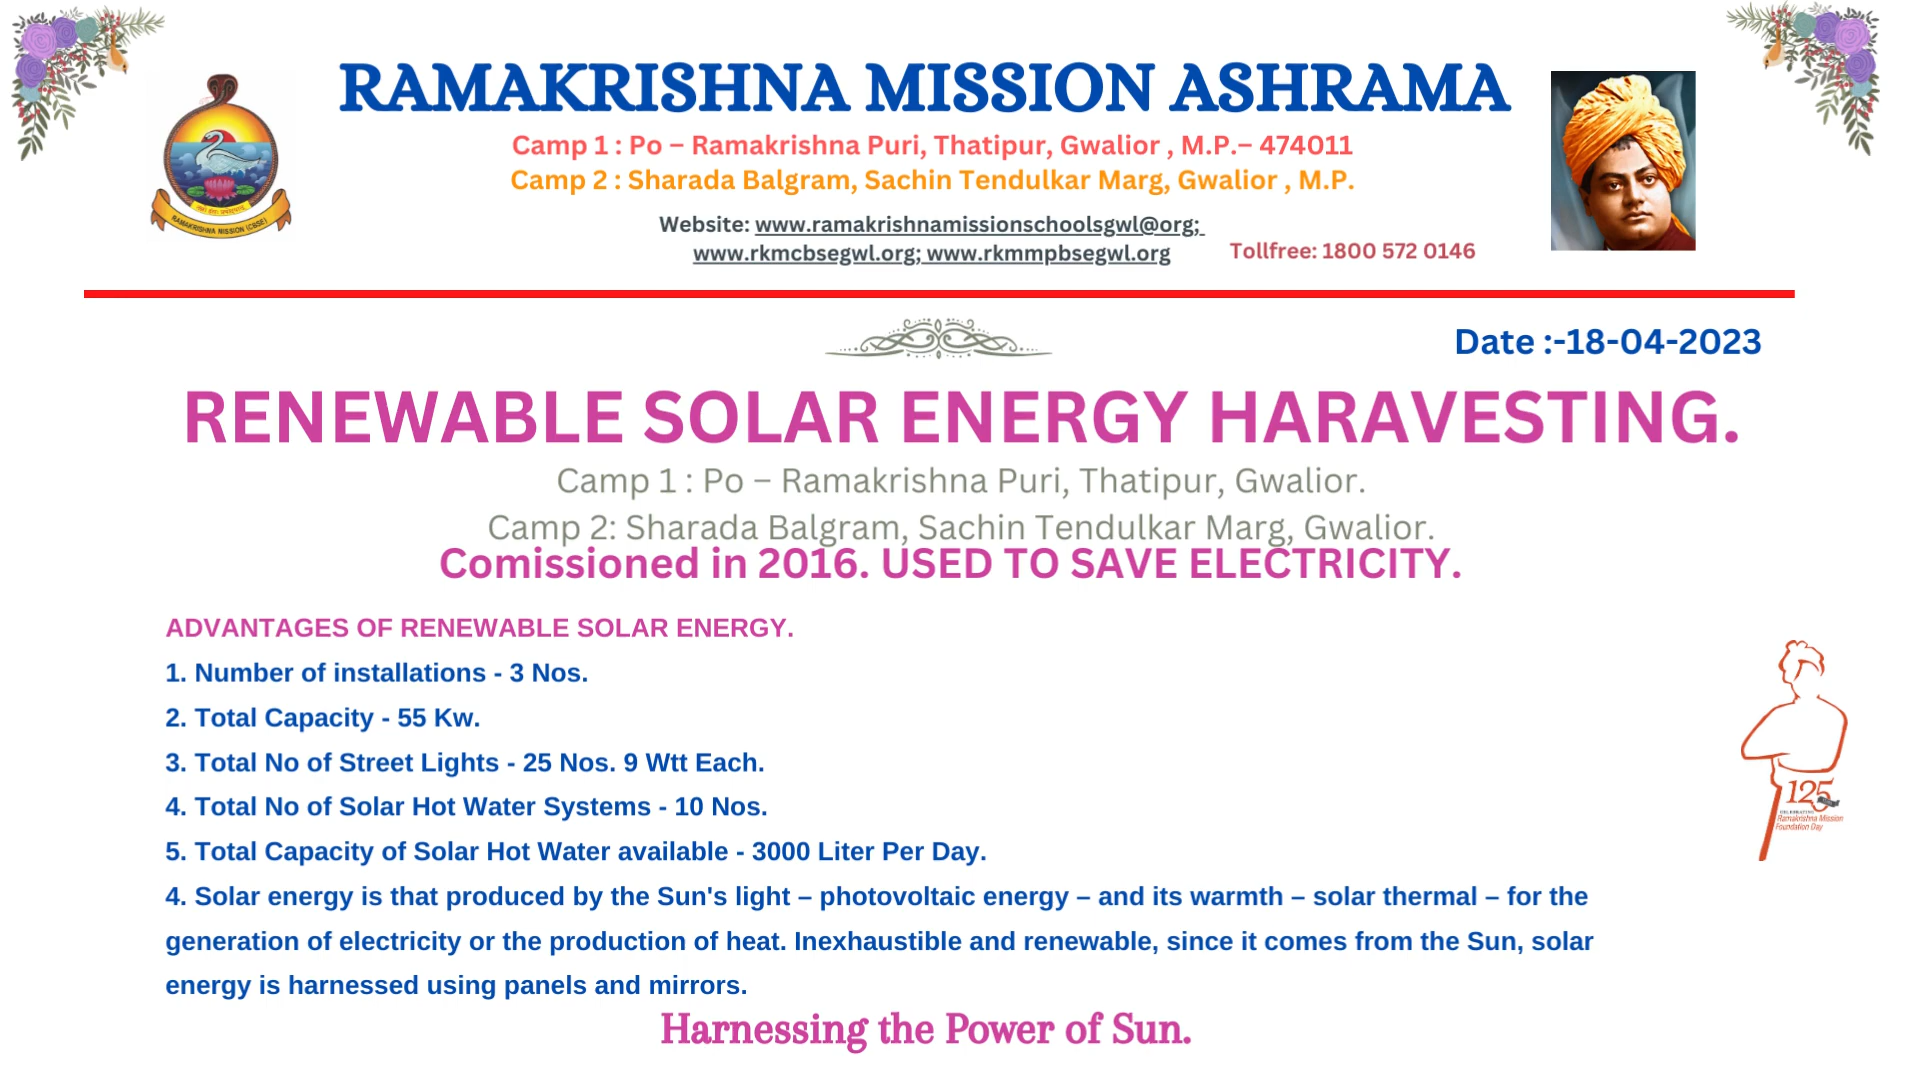 RAMAKRISHNA MISSION ASHRAMA
Camp 1 : Po – Ramakrishna Puri, Thatipur, Gwalior , M.P.– 474011
Camp 2 : Sharada Balgram, Sachin Tendulkar Marg, Gwalior , M.P.
Website: www.ramakrishnamissionschoolsgwl@org;
www.rkmcbsegwl.org; www.rkmmpbsegwl.org
Tollfree: 1800 572 0146
RAMAKRISHNA MISSION (CBSE)
Date :-18-04-2023
RENEWABLE SOLAR ENERGY HARAVESTING.
Camp 1 : Po – Ramakrishna Puri, Thatipur, Gwalior.
Camp 2: Sharada Balgram, Sachin Tendulkar Marg, Gwalior.
Comissioned in 2016. USED TO SAVE ELECTRICITY.
ADVANTAGES OF RENEWABLE SOLAR ENERGY.
1. Number of installations - 3 Nos.
2. Total Capacity - 55 Kw.
3. Total No of Street Lights - 25 Nos. 9 Wtt Each.
4. Total No of Solar Hot Water Systems - 10 Nos.
5. Total Capacity of Solar Hot Water available - 3000 Liter Per Day.
4. Solar energy is that produced by the Sun's light – photovoltaic energy – and its warmth – solar thermal – for the
generation of electricity or the production of heat. Inexhaustible and renewable, since it comes from the Sun, solar
energy is harnessed using panels and mirrors.
125
Ramakrishna Mission
Foundation Day
Harnessing the Power of Sun.